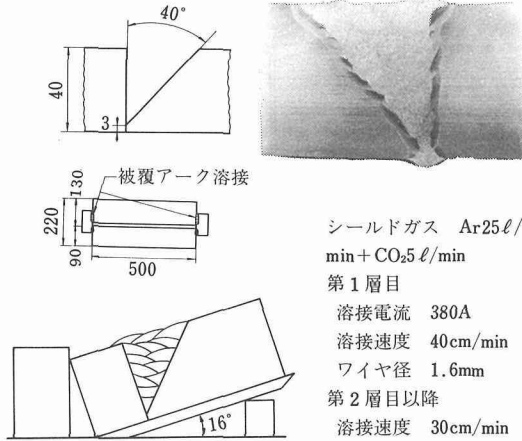 40°
40
3
被覆アーク溶接
130
220
90
500
16°
シールドガス Ar25ℓ/
min+CO₂5ℓ/min
第1層目
溶接電流 380A
溶接速度 40cm/min
ワイヤ径 1.6mm
第2層目以降
溶接速度 30cm/min